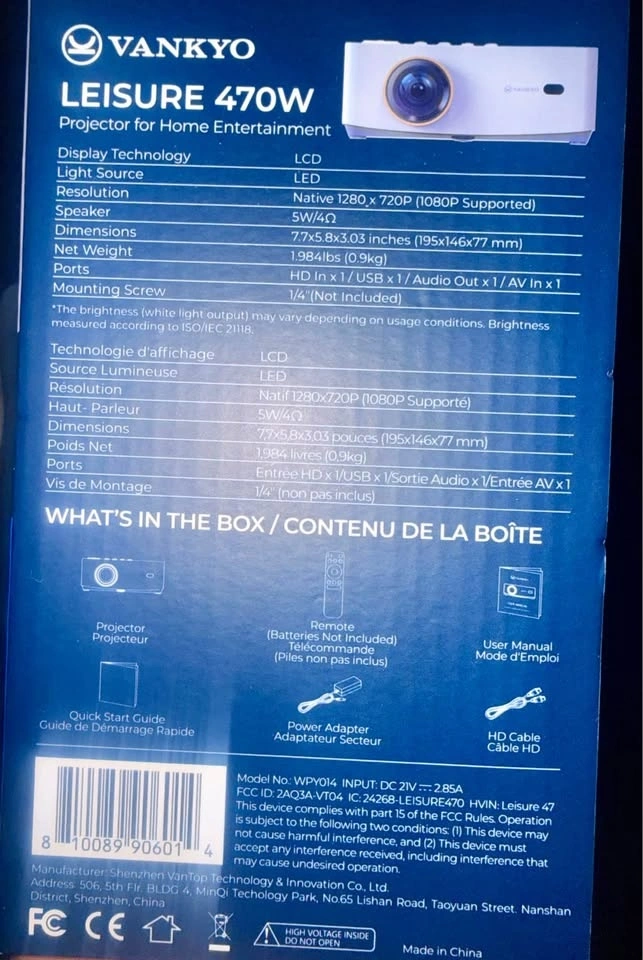 VANKYO
LEISURE 470W
Projector for Home Entertainment
VANKYO
Display Technology LCD
Light Source LED
Resolution Native 1280 x 720P (1080P Supported)
Speaker 5W/4Ω
Dimensions 7.7x5.8x3.03 inches (195x146x77 mm)
Net Weight 1.984lbs (0.9kg)
Ports HD In x 1 / USB x 1 / Audio Out x 1 / AV In x 1
Mounting Screw 1/4"(Not Included)
*The brightness (white light output) may vary depending on usage conditions. Brightness
measured according to ISO/IEC 21118.
Technologie d'affichage LCD
Source Lumineuse LED
Résolution Natif 1280x720P (1080P Supporté)
Haut- Parleur 5W/4Ω
Dimensions 7,7x5,8x3,03 pouces (195x146x77 mm)
Poids Net 1,984 livres (0,9kg)
Ports Entrée HD x 1/USB x 1/Sortie Audio x 1/Entrée AV x 1
Vis de Montage 1/4" (non pas inclus)
WHAT'S IN THE BOX / CONTENU DE LA BOÎTE
Projector
Projecteur
Remote
(Batteries Not Included)
Télécommande
(Piles non pas inclus)
User Manual
Mode d'Emploi
Quick Start Guide
Guide de Démarrage Rapide
Power Adapter
Adaptateur Secteur
HD Cable
Câble HD
8 10089 90601 4
Model No.: WPY014 INPUT: DC 21V ⎓ 2.85A
FCC ID: 2AQ3A-VT04 IC: 24268-LEISURE470 HVIN: Leisure 47
This device complies with part 15 of the FCC Rules. Operation
is subject to the following two conditions: (1) This device may
not cause harmful interference, and (2) This device must
accept any interference received, including interference that
may cause undesired operation.
Manufacturer: Shenzhen VanTop Technology & Innovation Co., Ltd.
Address: 506, 5th Flr. BLDG 4, MinQi Techology Park, No.65 Lishan Road, Taoyuan Street. Nanshan
District, Shenzhen, China
FC CE
HIGH VOLTAGE INSIDE
DO NOT OPEN
Made in China